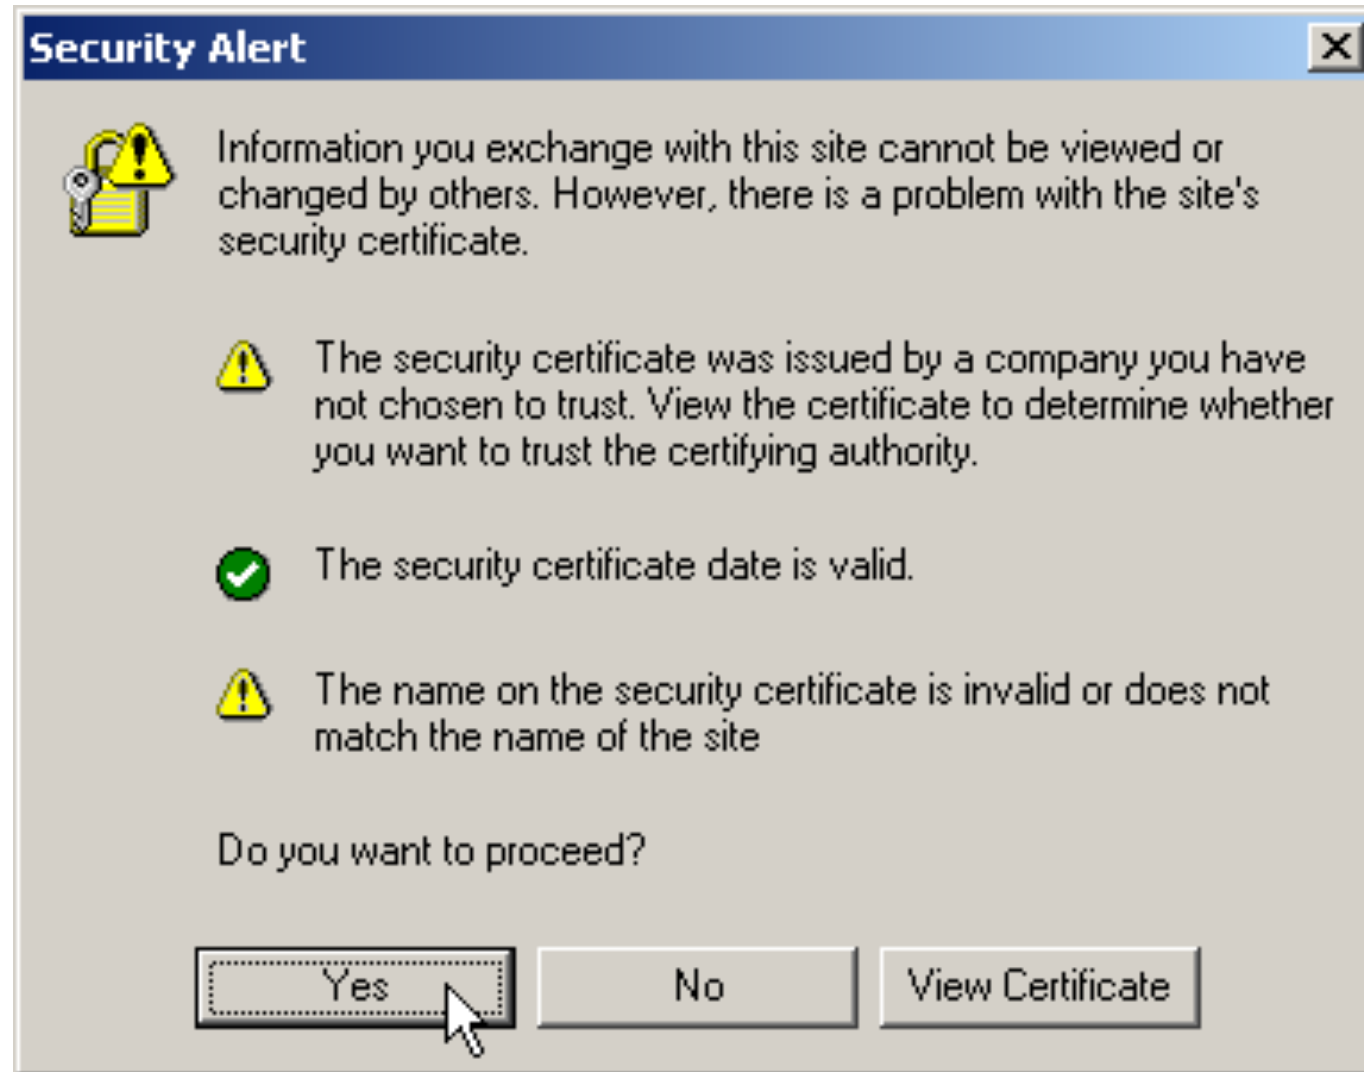 Security Alert
Information you exchange with this site cannot be viewed or
changed by others. However, there is a problem with the site's
security certificate.
The security certificate was issued by a company you have
not chosen to trust. View the certificate to determine whether
you want to trust the certifying authority.
The security certificate date is valid.
The name on the security certificate is invalid or does not
match the name of the site
Do you want to proceed?
Yes No View Certificate